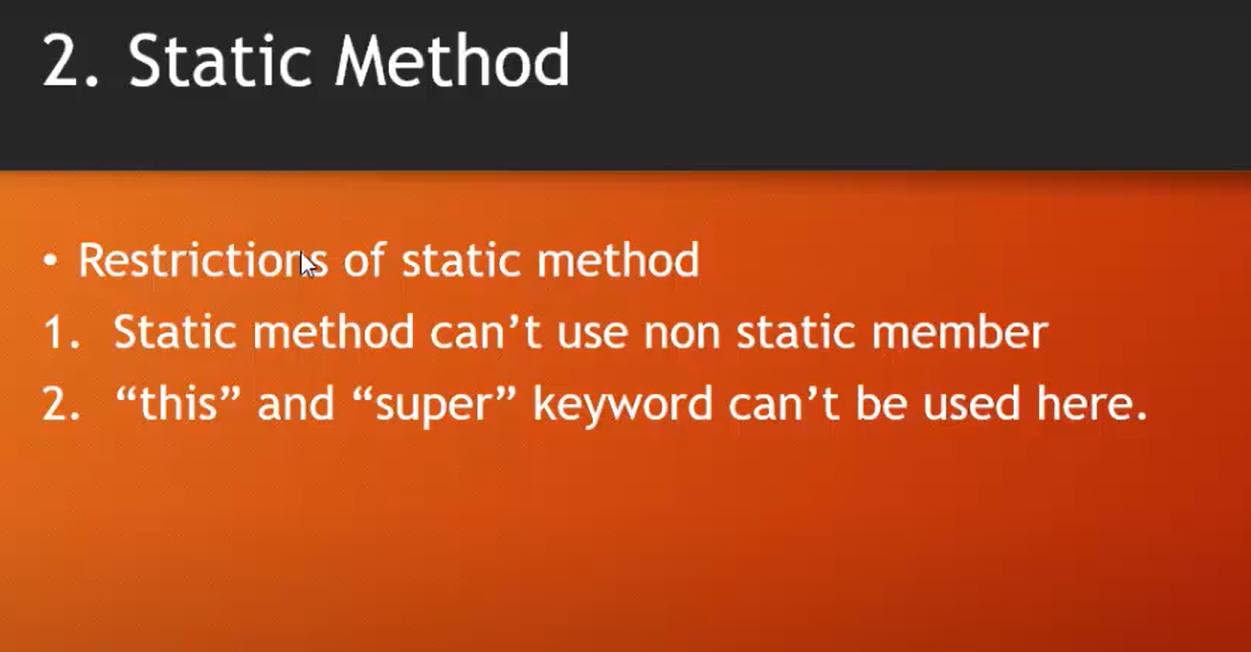 2. Static Method
• Restrictions of static method
1. Static method can’t use non static member
2. “this” and “super” keyword can’t be used here.